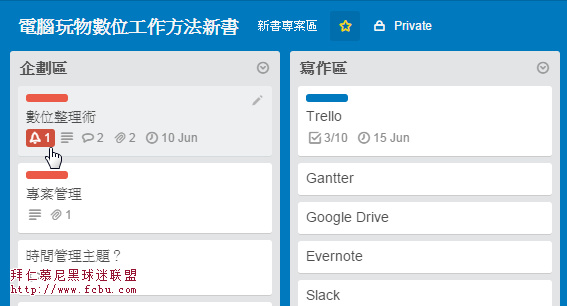 電腦玩物數位工作方法新書 新書專案區 Private
企劃區
數位整理術
1 2 2 10 Jun
專案管理
1
時間管理主題？
寫作區
Trello
3/10 15 Jun
Gantter
Google Drive
Evernote
Slack
拜仁慕尼黑球迷联盟
http://www.fcbu.com